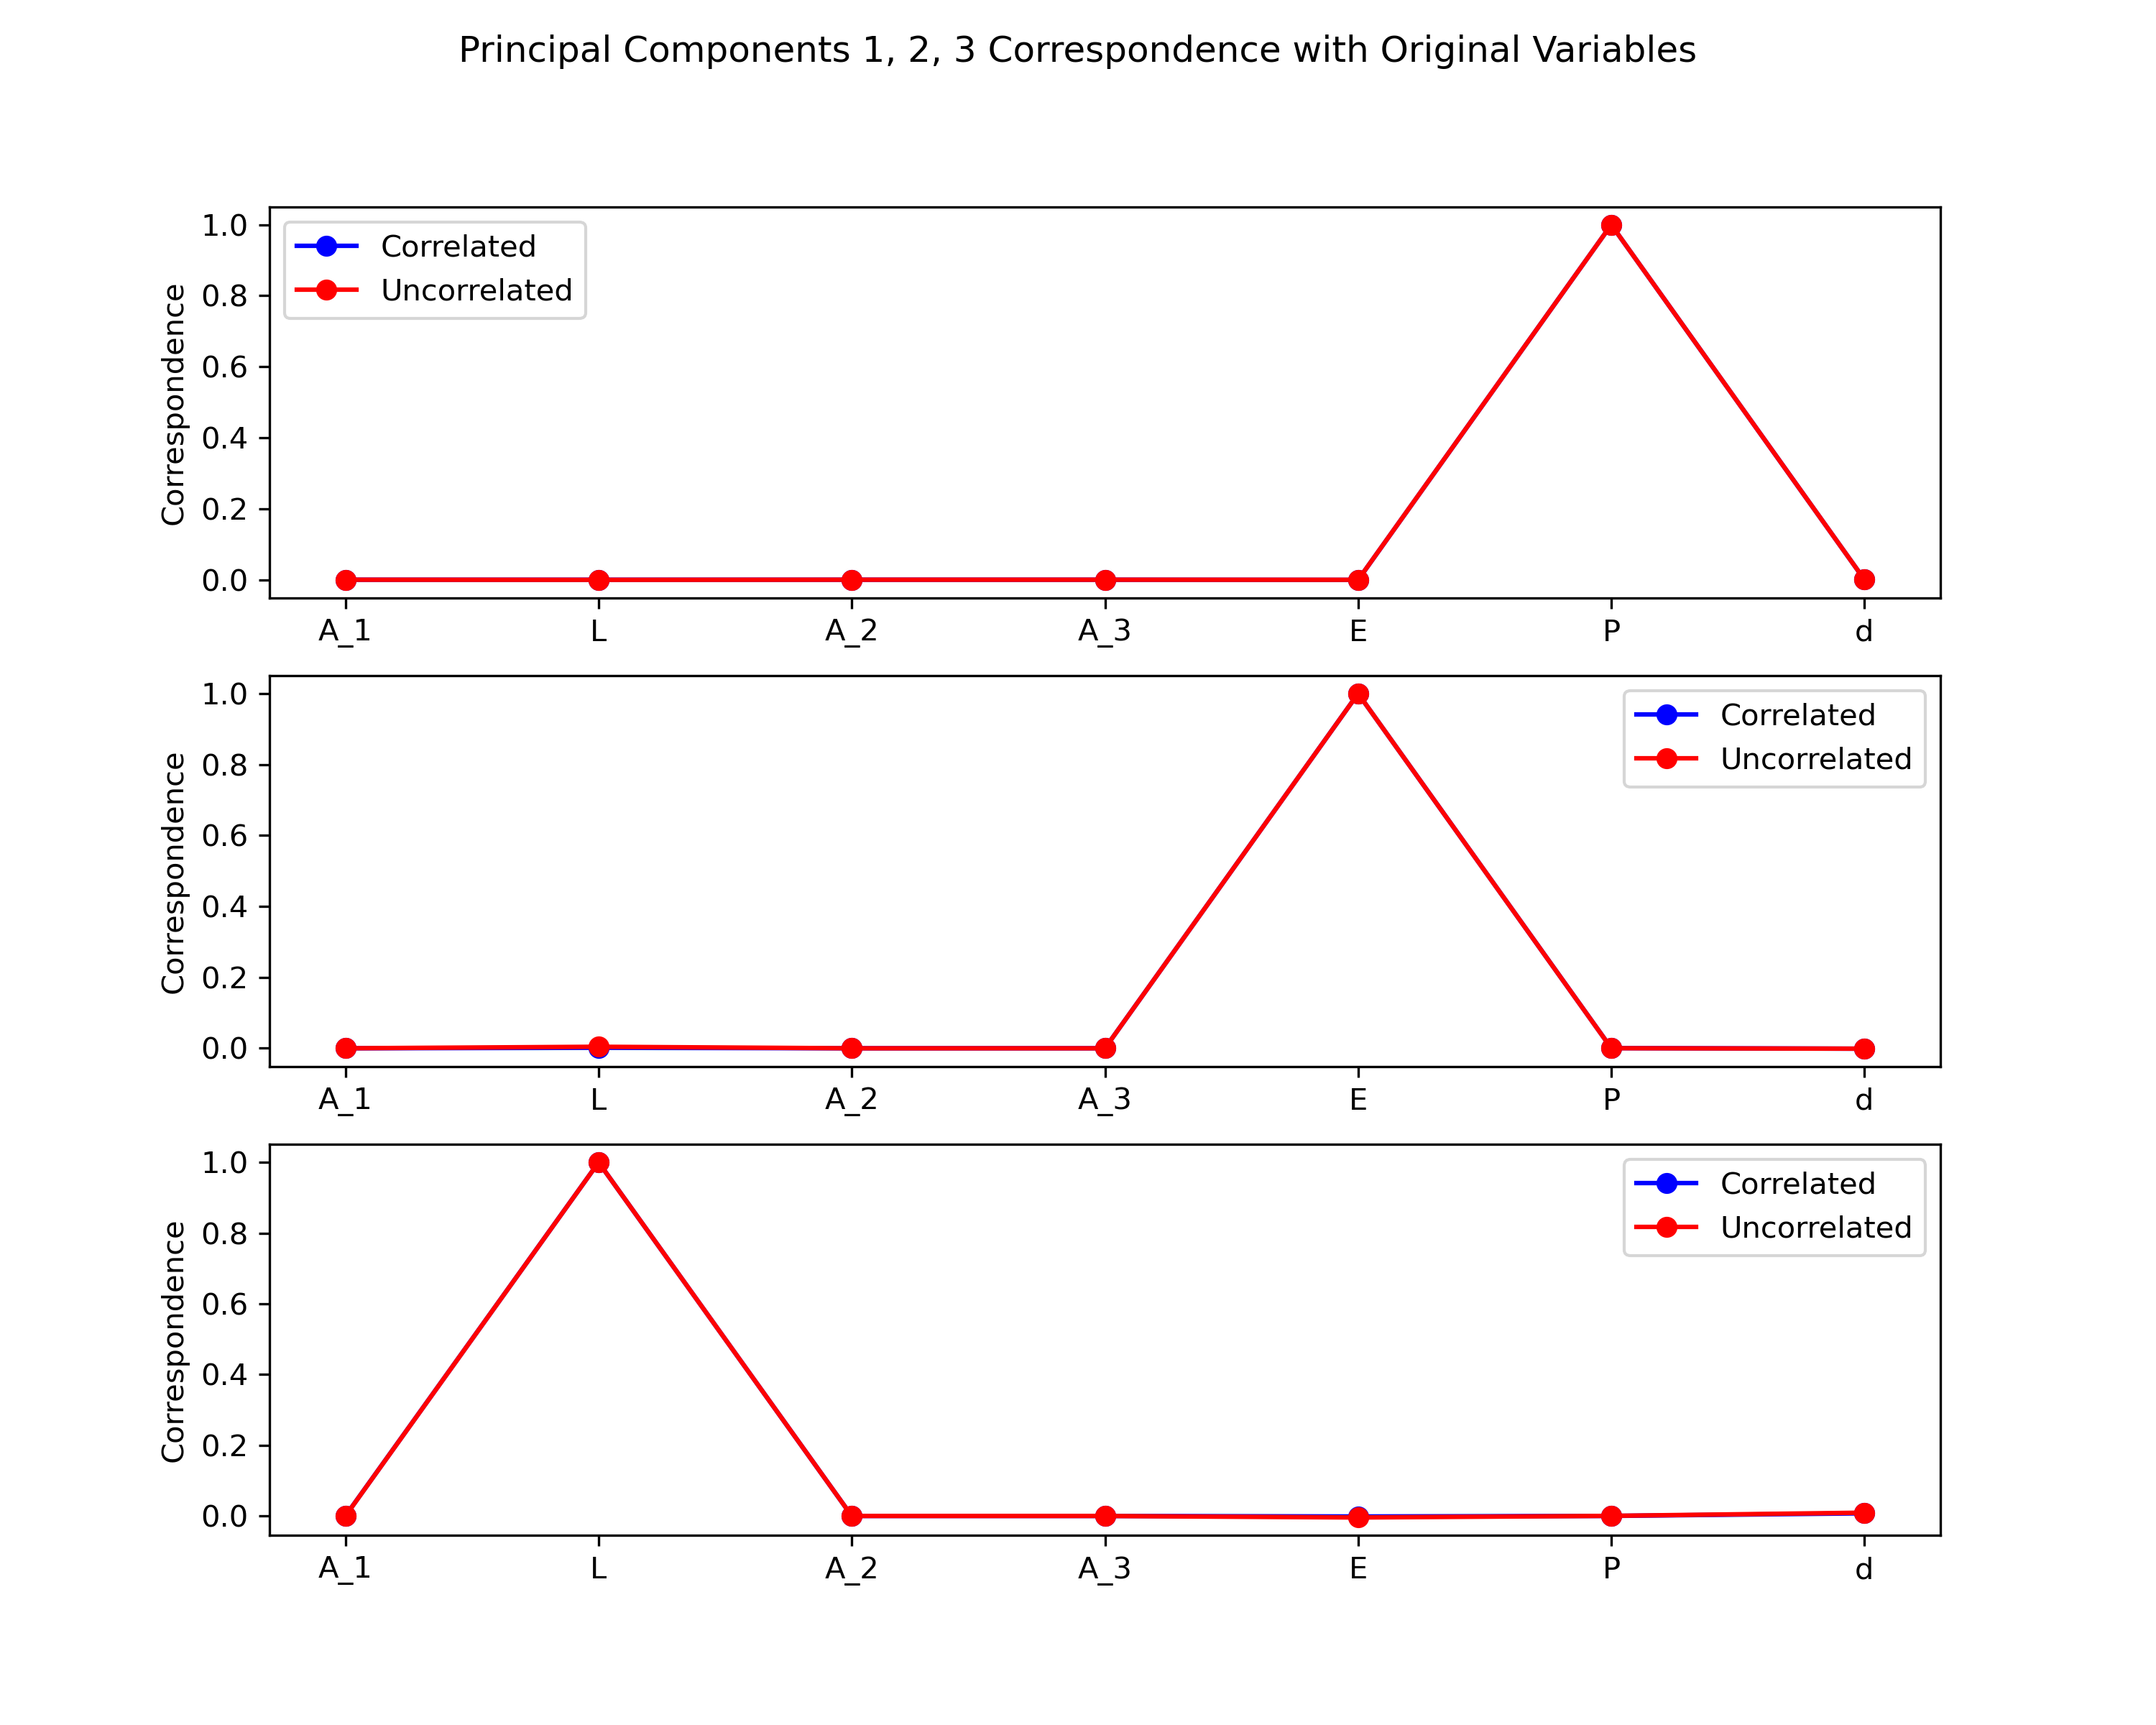 Principal Components 1, 2, 3 Correspondence with Original Variables
Correspondence
1.0
0.8
0.6
0.4
0.2
0.0
Correlated
Uncorrelated
A_1 L A_2 A_3 E P d
Correspondence
1.0
0.8
0.6
0.4
0.2
0.0
Correlated
Uncorrelated
A_1 L A_2 A_3 E P d
Correspondence
1.0
0.8
0.6
0.4
0.2
0.0
Correlated
Uncorrelated
A_1 L A_2 A_3 E P d